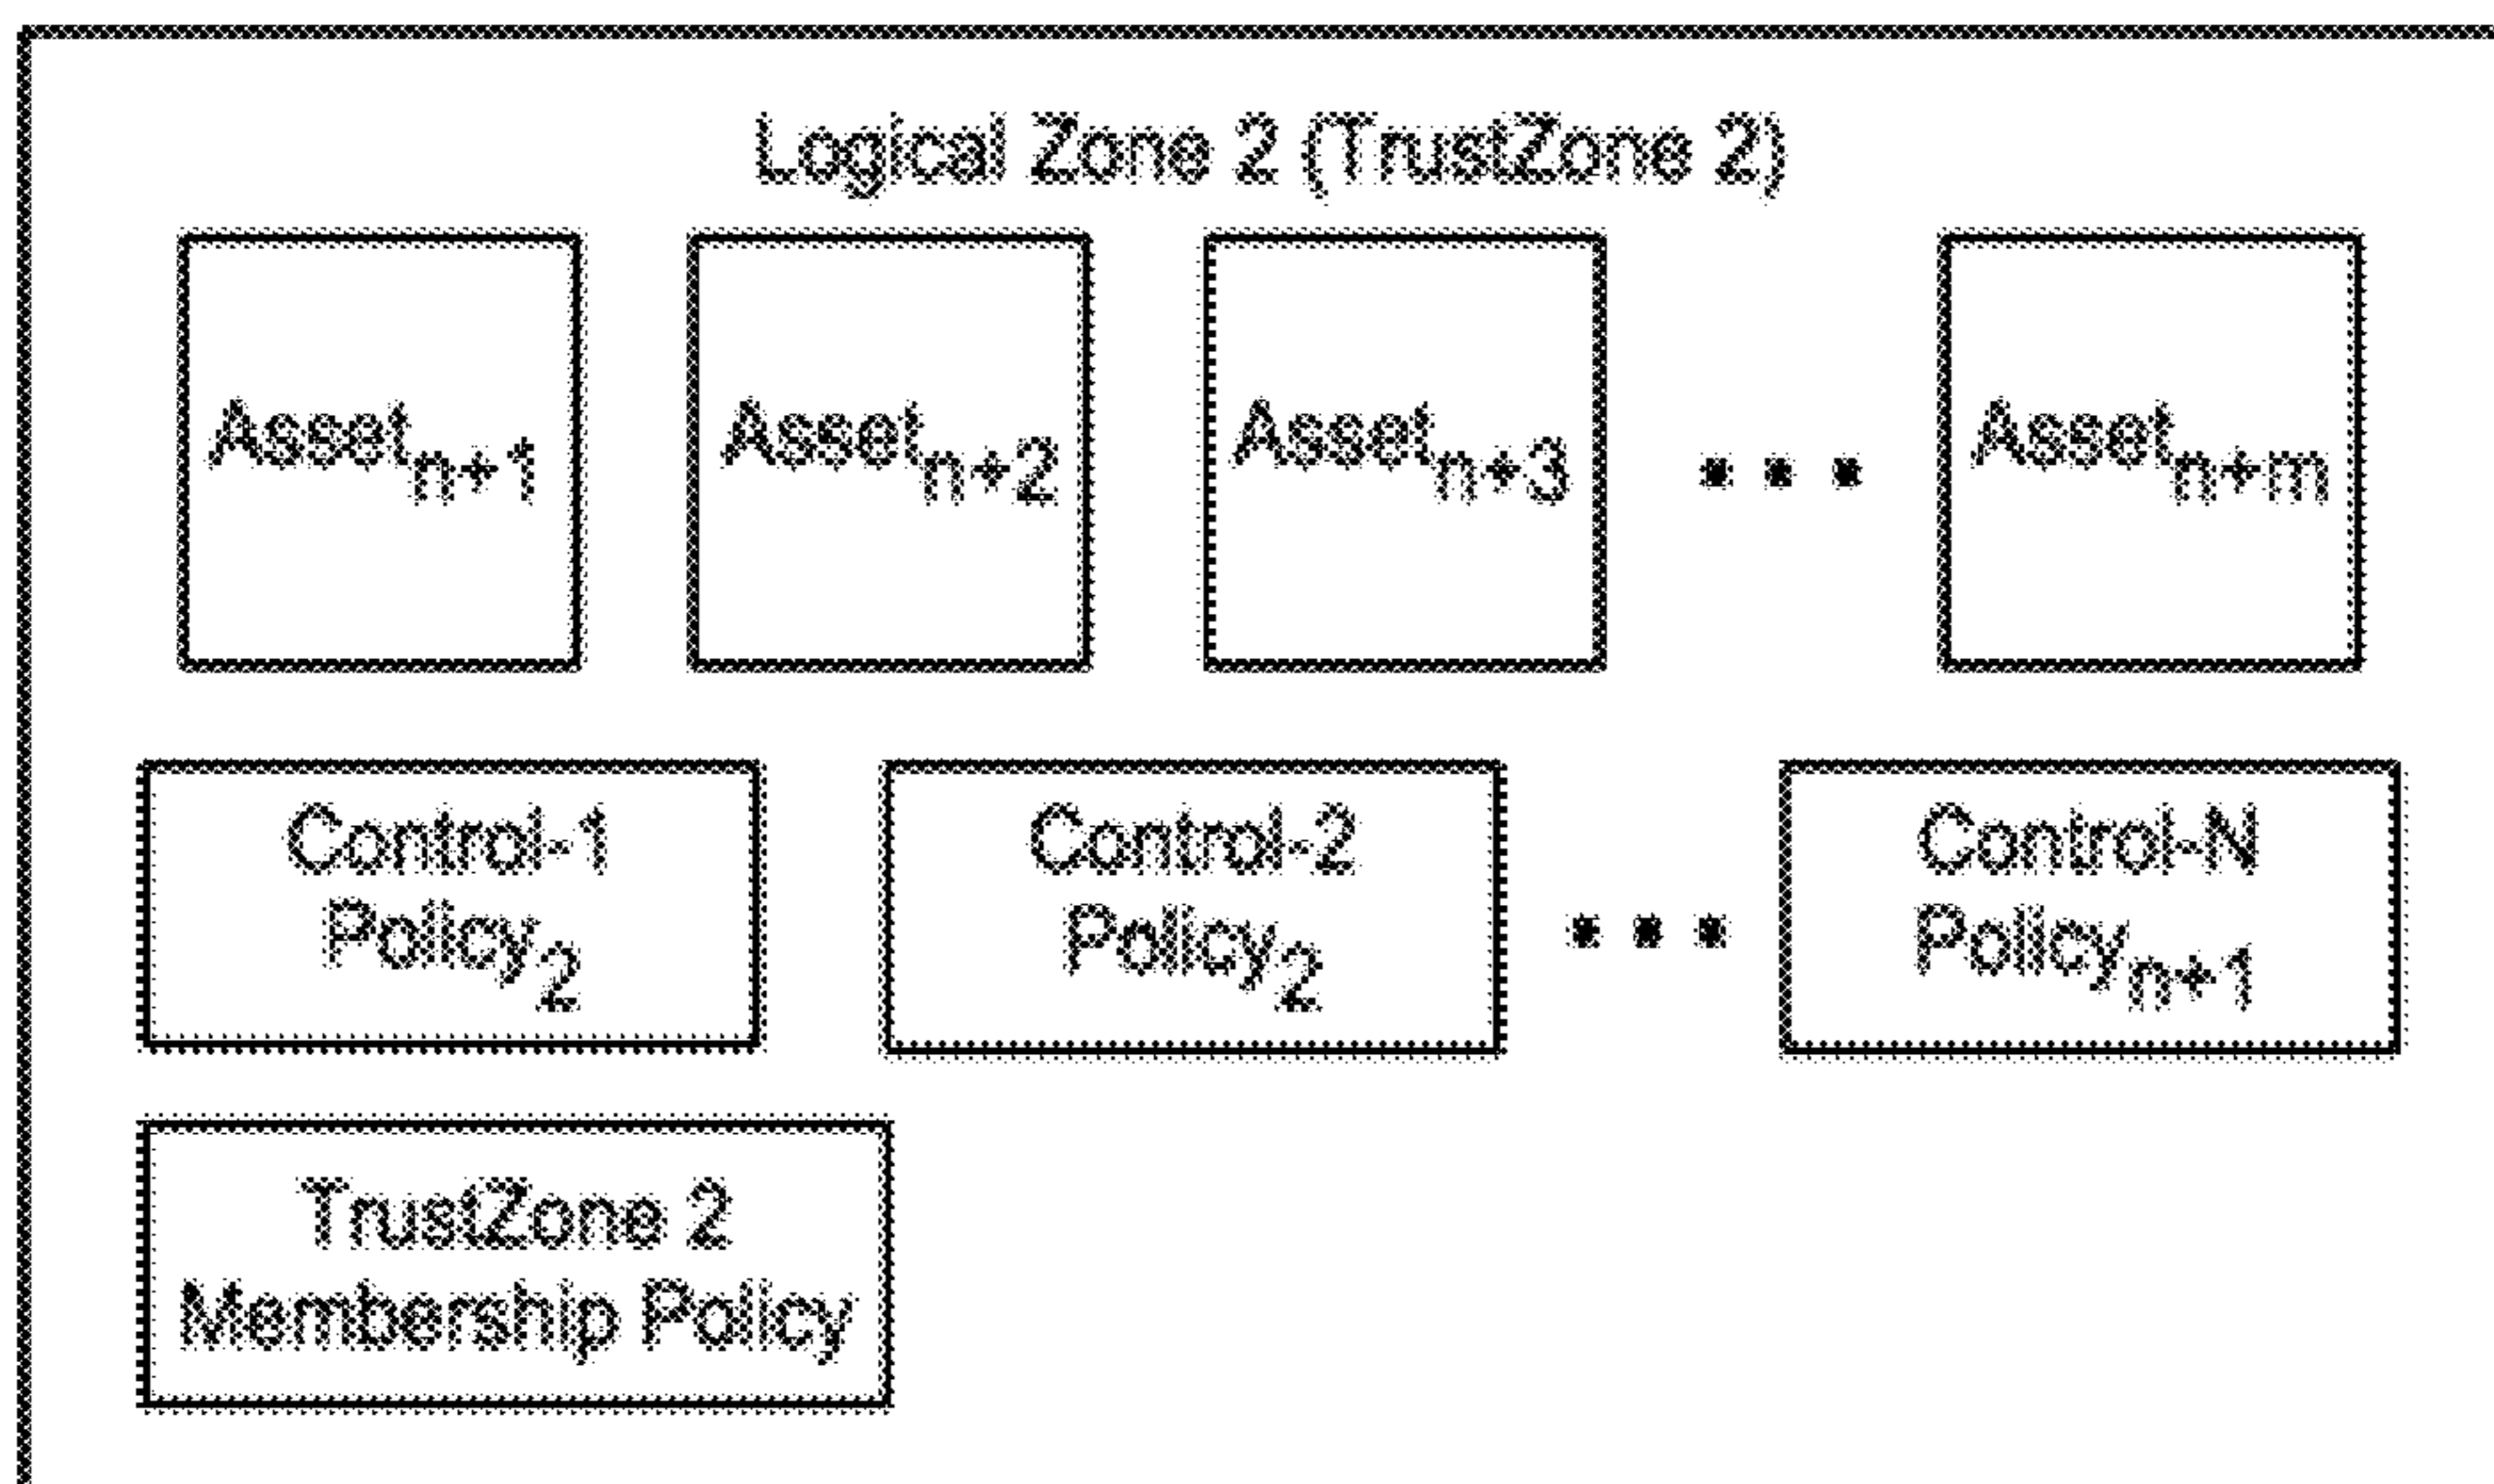 Logical Zone 2 (TrustZone 2)
Asset n+1
Asset n+2
Asset n+3
Asset n+m
Control-1
Policy 2
Control-2
Policy 2
Control-N
Policy n+1
TrustZone 2
Membership Policy